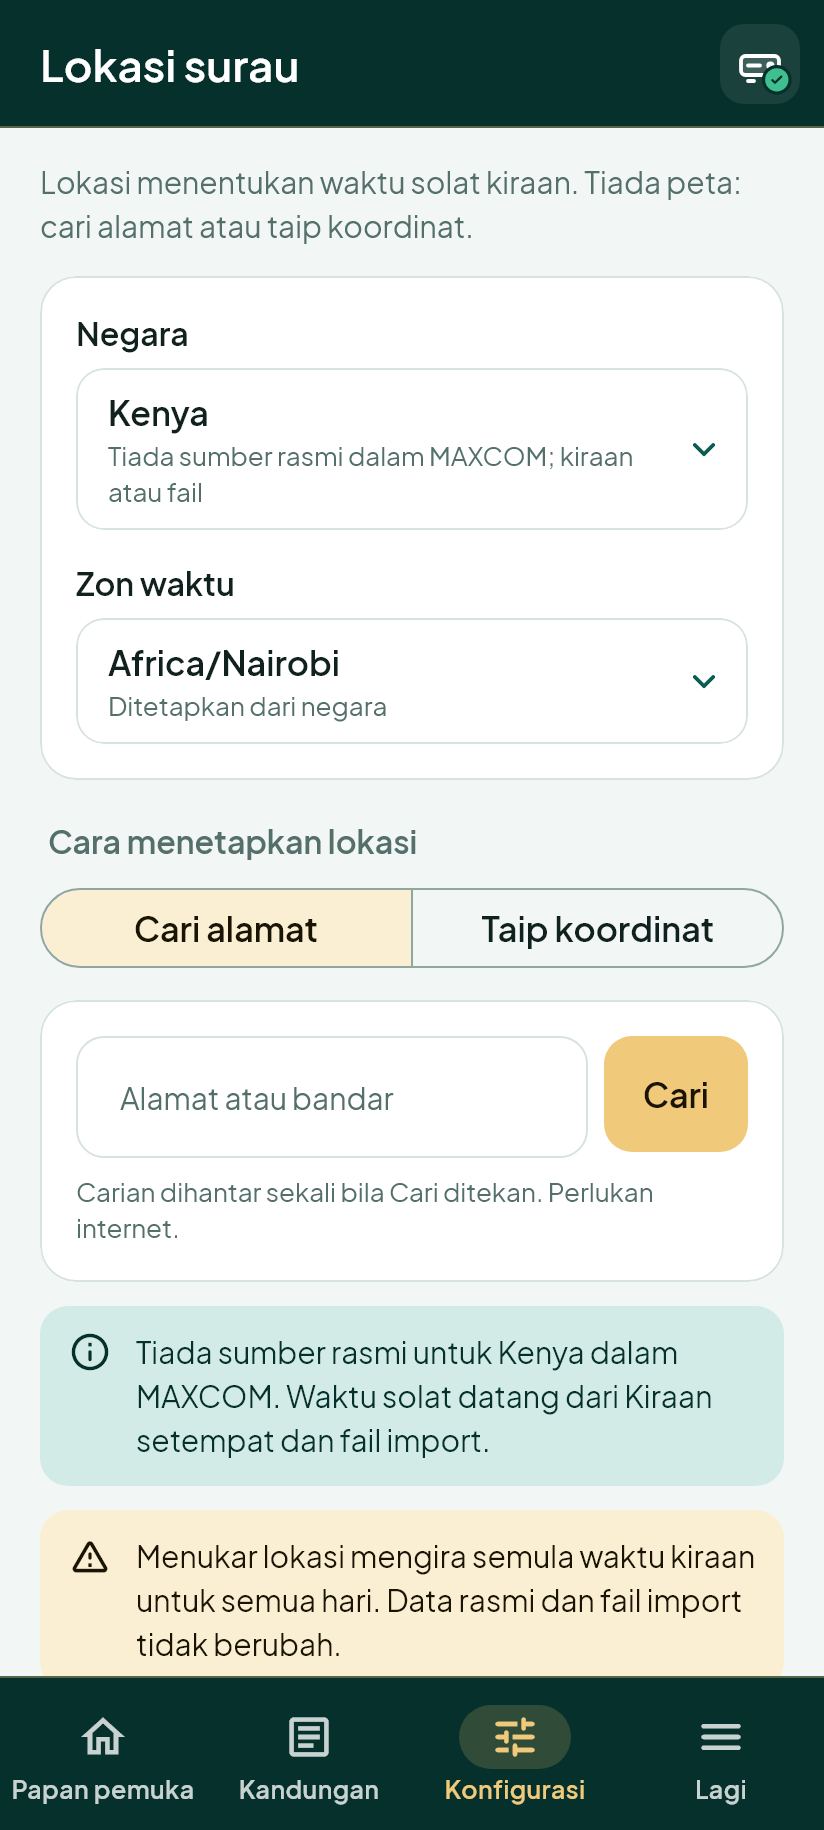 Lokasi surau
Lokasi menentukan waktu solat kiraan. Tiada peta:
cari alamat atau taip koordinat.
Negara
Kenya
Tiada sumber rasmi dalam MAXCOM; kiraan
atau fail
Zon waktu
Africa/Nairobi
Ditetapkan dari negara
Cara menetapkan lokasi
Cari alamat
Taip koordinat
Alamat atau bandar
Cari
Carian dihantar sekali bila Cari ditekan. Perlukan
internet.
Tiada sumber rasmi untuk Kenya dalam
MAXCOM. Waktu solat datang dari Kiraan
setempat dan fail import.
Menukar lokasi mengira semula waktu kiraan
untuk semua hari. Data rasmi dan fail import
tidak berubah.
Papan pemuka
Kandungan
Konfigurasi
Lagi